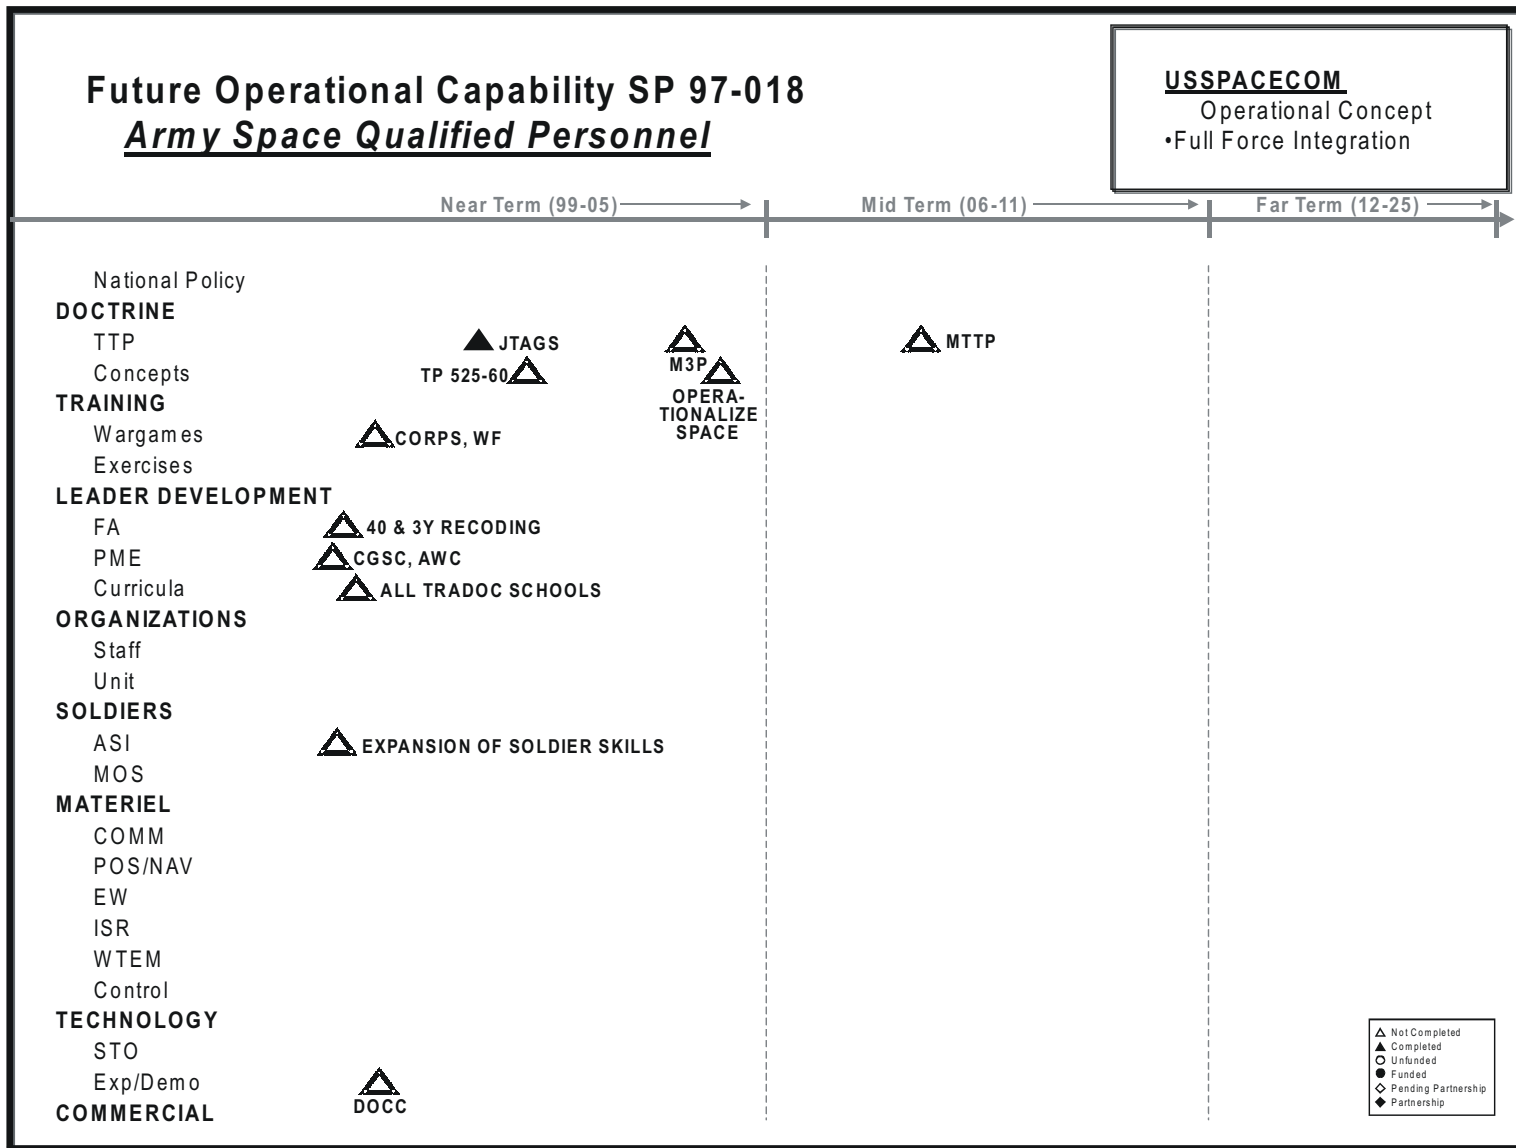 Future Operational Capability SP 97-018
Army Space Qualified Personnel
USSPACECOM
Operational Concept
•Full Force Integration
Near Term (99-05)
Mid Term (06-11)
Far Term (12-25)
National Policy
DOCTRINE
TTP
JTAGS
M3P
MTTP
Concepts
TP 525-60
OPERA-
TIONALIZE
SPACE
TRAINING
Wargames
CORPS, WF
Exercises
LEADER DEVELOPMENT
FA
40 & 3Y RECODING
PME
CGSC, AWC
Curricula
ALL TRADOC SCHOOLS
ORGANIZATIONS
Staff
Unit
SOLDIERS
ASI
EXPANSION OF SOLDIER SKILLS
MOS
MATERIEL
COMM
POS/NAV
EW
ISR
WTEM
Control
TECHNOLOGY
STO
Exp/Demo
DOCC
COMMERCIAL
Not Completed
Completed
Unfunded
Funded
Pending Partnership
Partnership